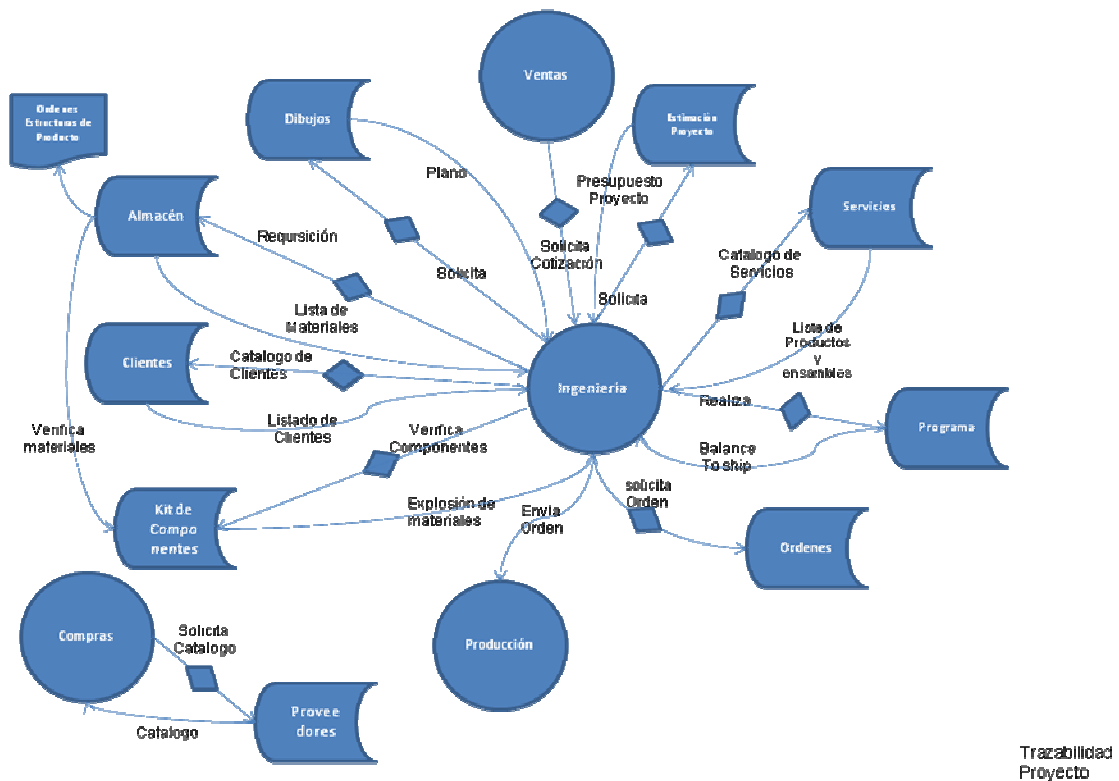 Ventas
Ordenes
Estructuras de
Producto
Dibujos
Estimación
Proyecto
Plano
Presupuesto
Proyecto
Almacén
Servicios
Reqursición
Solicita
Solicita
Cotización
Catalogo de
Servicios
Solicita
Lista de
Materiales
Lista de
Productos
y
ensambles
Clientes
Catalogo de
Clientes
Ingeniería
Realiza
Listado de
Clientes
Verifica
materiales
Verifica
Componentes
Programa
Balance
To ship
solicita
Orden
Kit de
Compo
nentes
Explosión de
materiales
Envía
Orden
Ordenes
Compras
Solicita
Catalogo
Producción
Provee
dores
Catalogo
Trazabilidad
Proyecto